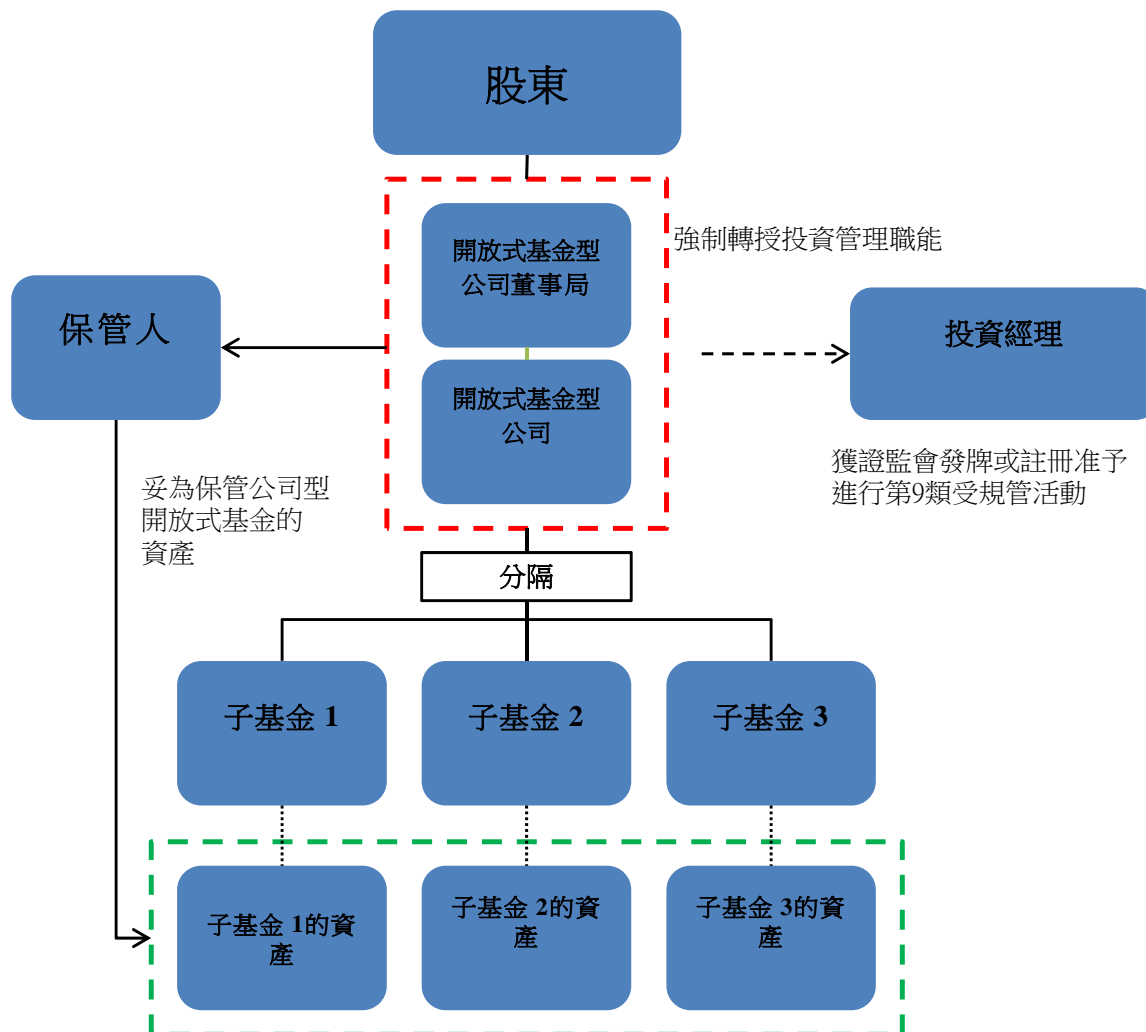 股東
開放式基金型
公司董事局
強制轉授投資管理職能
保管人
投資經理
開放式基金型
公司
獲證監會發牌或註冊准予
進行第9類受規管活動
妥為保管公司型
開放式基金的
資產
分隔
子基金 1
子基金 2
子基金 3
子基金 1的資
產
子基金 2的資
產
子基金 3的資
產